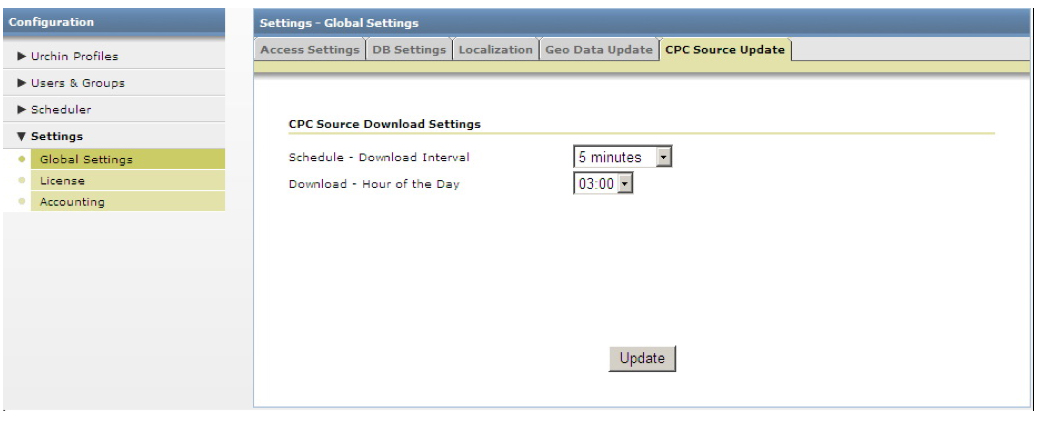 Configuration
Urchin Profiles
Users & Groups
Scheduler
Settings
Global Settings
License
Accounting
Settings - Global Settings
Access Settings DB Settings Localization Geo Data Update CPC Source Update
CPC Source Download Settings
Schedule - Download Interval 5 minutes
Download - Hour of the Day 03:00
Update